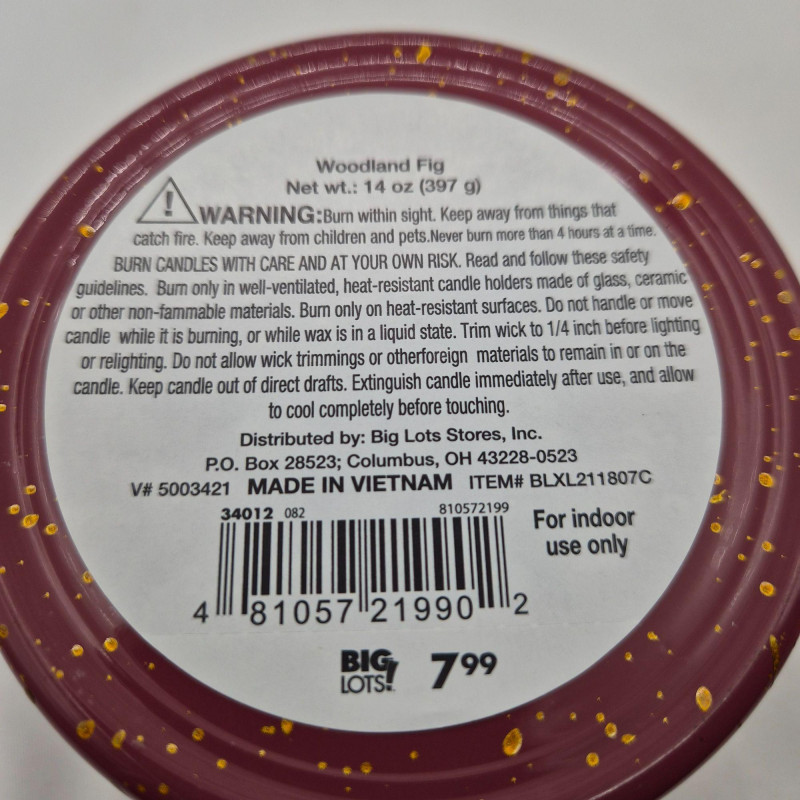 Woodland Fig
Net wt.: 14 oz (397 g)
WARNING:Burn within sight. Keep away from things that
catch fire. Keep away from children and pets.Never burn more than 4 hours at a time.
BURN CANDLES WITH CARE AND AT YOUR OWN RISK. Read and follow these safety
guidelines. Burn only in well-ventilated, heat-resistant candle holders made of glass, ceramic
or other non-fammable materials. Burn only on heat-resistant surfaces. Do not handle or move
candle while it is burning, or while wax is in a liquid state. Trim wick to 1/4 inch before lighting
or relighting. Do not allow wick trimmings or otherforeign materials to remain in or on the
candle. Keep candle out of direct drafts. Extinguish candle immediately after use, and allow
to cool completely before touching.
Distributed by: Big Lots Stores, Inc.
P.O. Box 28523; Columbus, OH 43228-0523
V# 5003421 MADE IN VIETNAM ITEM# BLXL211807C
34012 082 810572199
For indoor
use only
4 81057 21990 2
BIG LOTS! 7.99